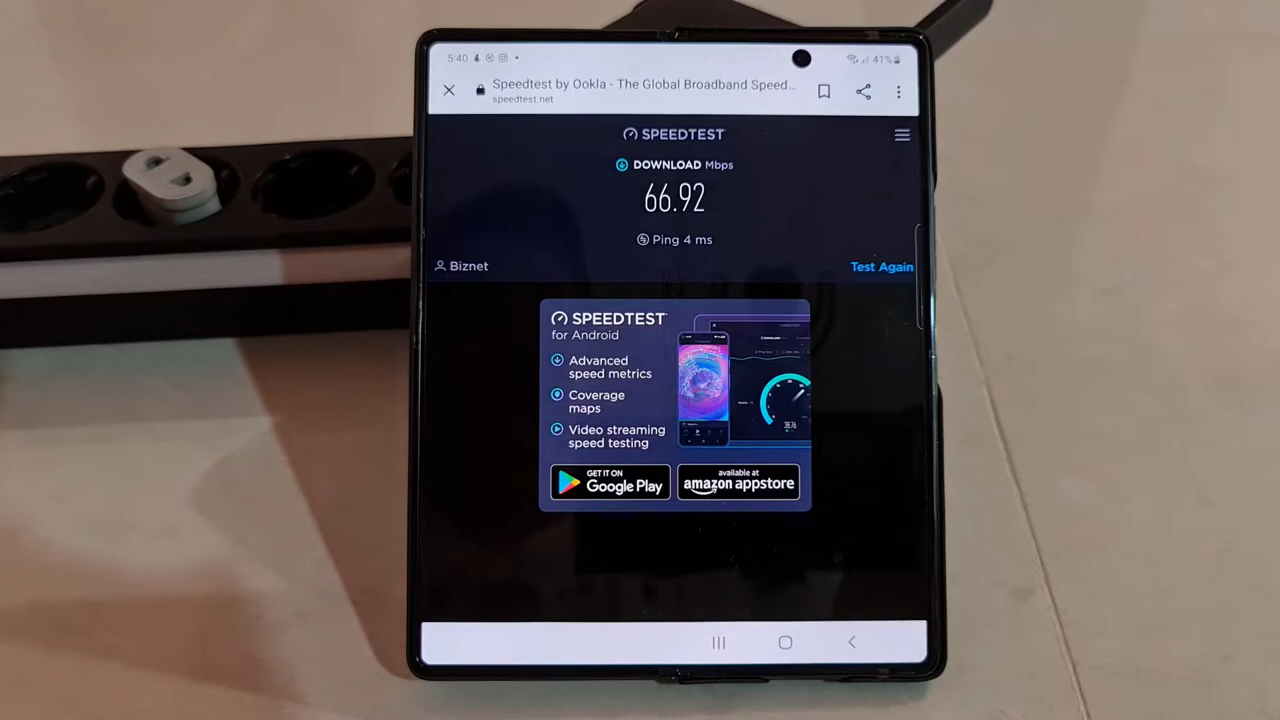 5:40
41%
Speedtest by Ookla - The Global Broadband Speed...
speedtest.net
SPEEDTEST
DOWNLOAD Mbps
66.92
Ping 4 ms
Biznet
Test Again
SPEEDTEST
for Android
Advanced
speed metrics
Coverage
maps
Video streaming
speed testing
GET IT ON
Google Play
available at
amazon appstore